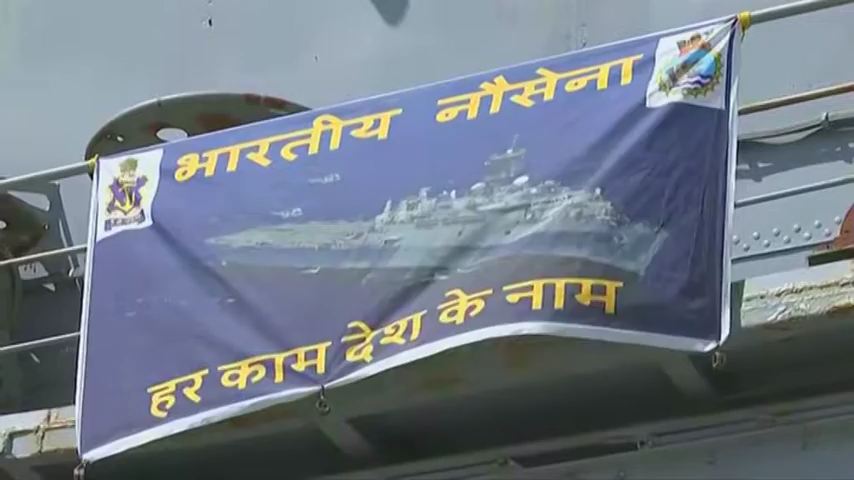 भारतीय नौसेना
हर काम देश के नाम